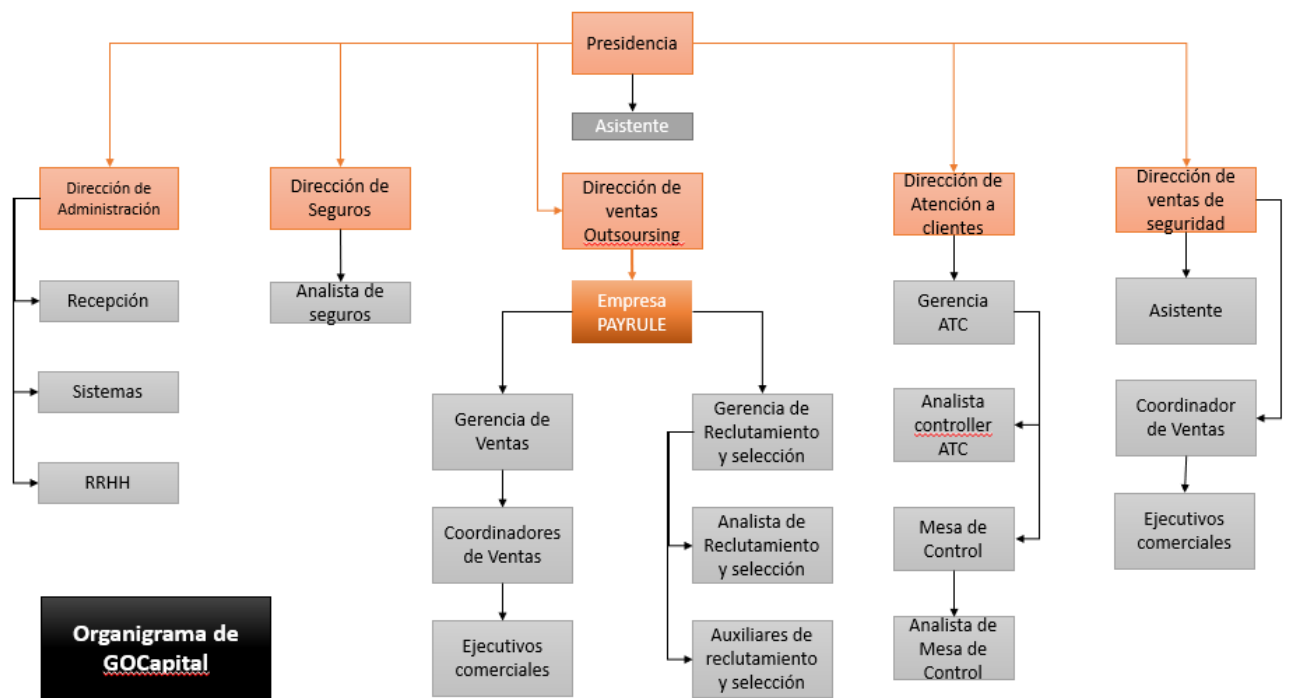 Presidencia
Asistente
Dirección de
Administración
Dirección de
Seguros
Dirección de
ventas
Outsoursing
Dirección de
Atención a
clientes
Dirección de
ventas de
seguridad
Recepción
Analista de
seguros
Empresa
PAYRULE
Gerencia
ATC
Asistente
Sistemas
Gerencia de
Ventas
Gerencia de
Reclutamiento
y selección
Analista
controller
ATC
Coordinador
de Ventas
RRHH
Coordinadores
de Ventas
Analista de
Reclutamiento
y selección
Mesa de
Control
Ejecutivos
comerciales
Organigrama de
GOCapital
Ejecutivos
comerciales
Auxiliares de
reclutamiento
y selección
Analista de
Mesa de
Control